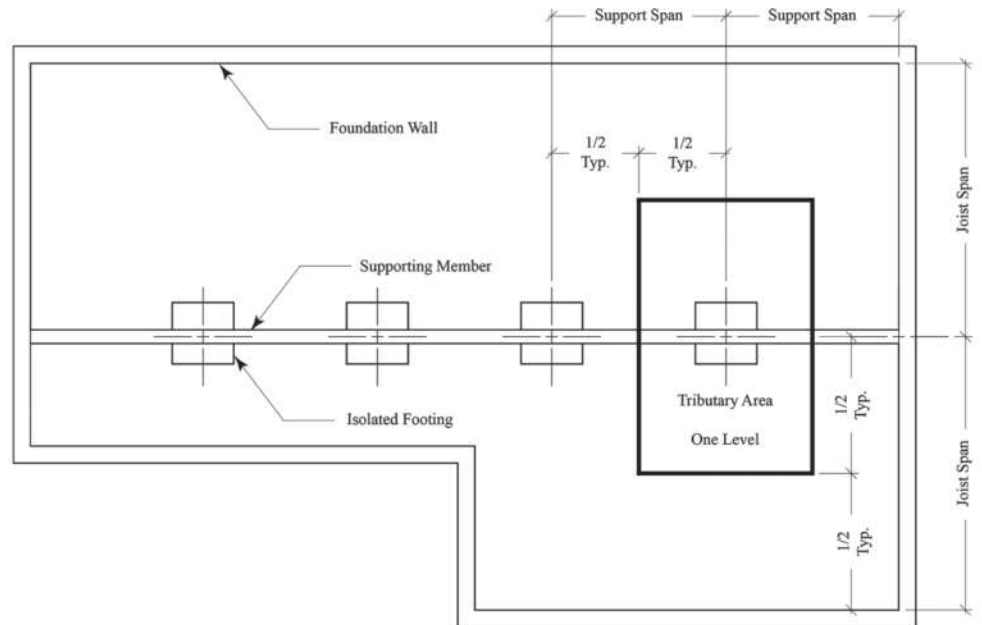 Support Span
Support Span
Foundation Wall
1/2
Typ.
1/2
Typ.
Joist Span
Supporting Member
Isolated Footing
Tributary Area
One Level
1/2
Typ.
Joist Span
1/2
Typ.